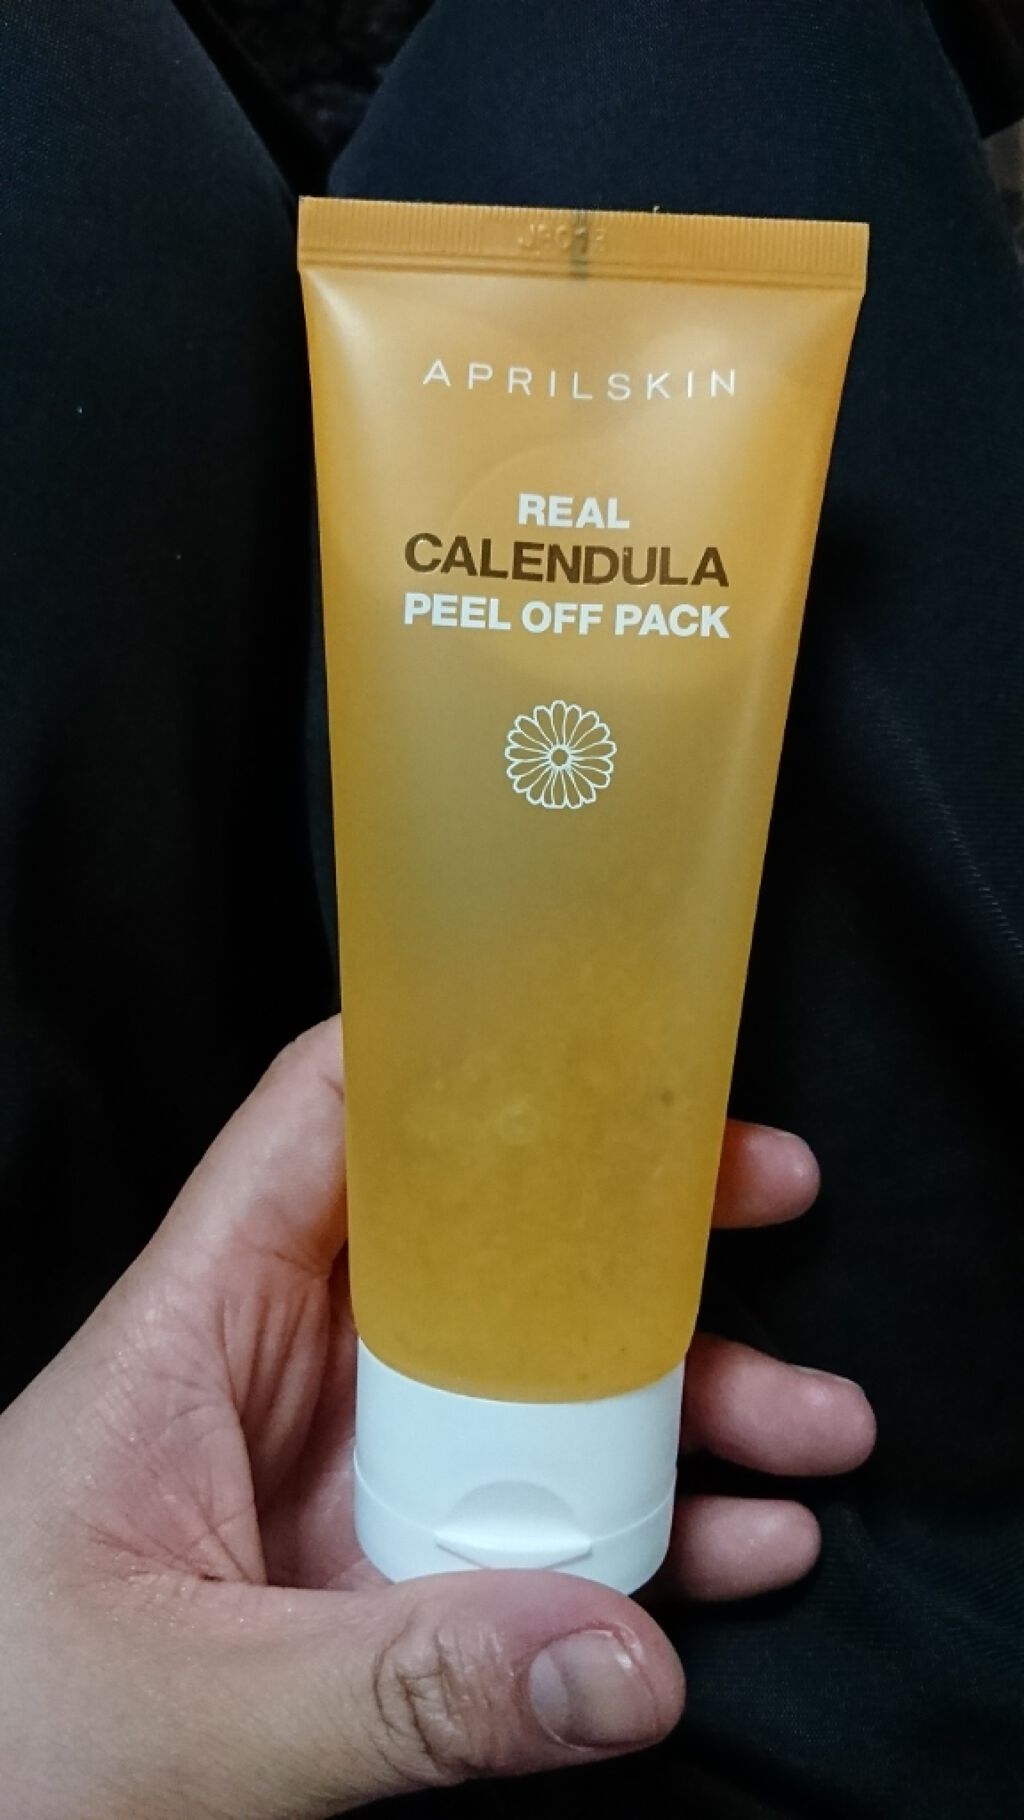 APRILSKIN
REAL
CALENDULA
PEEL OFF PACK